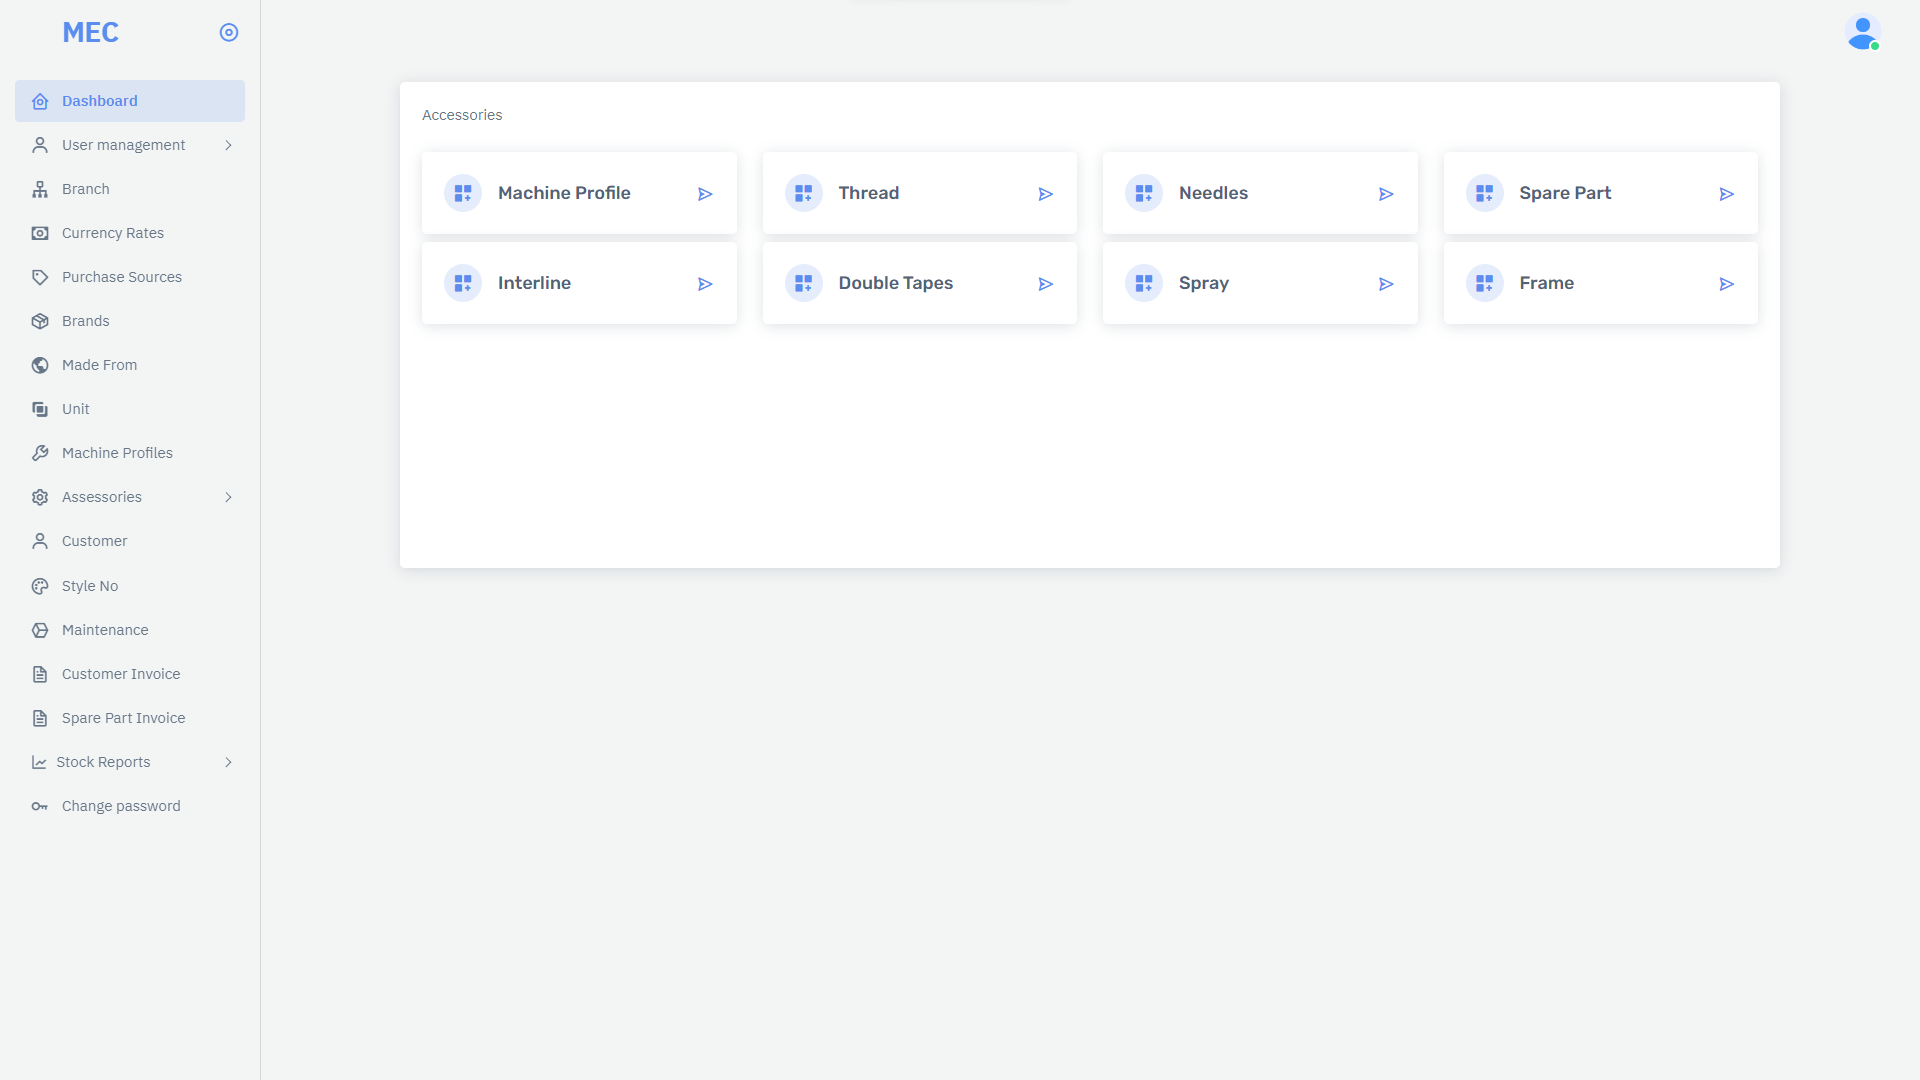 MEC
Dashboard
User management
Branch
Currency Rates
Purchase Sources
Brands
Made From
Unit
Machine Profiles
Assessories
Customer
Style No
Maintenance
Customer Invoice
Spare Part Invoice
Stock Reports
Change password
Accessories
Machine Profile
Thread
Needles
Spare Part
Interline
Double Tapes
Spray
Frame